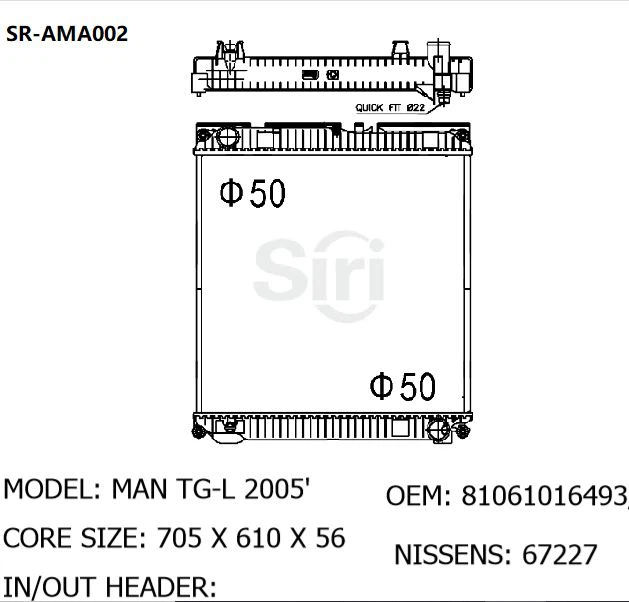 SR-AMA002
QUICK FIT Ø22
Φ50
Siri
Φ50
MODEL: MAN TG-L 2005'
OEM: 81061016493,
CORE SIZE: 705 X 610 X 56
NISSENS: 67227
IN/OUT HEADER: